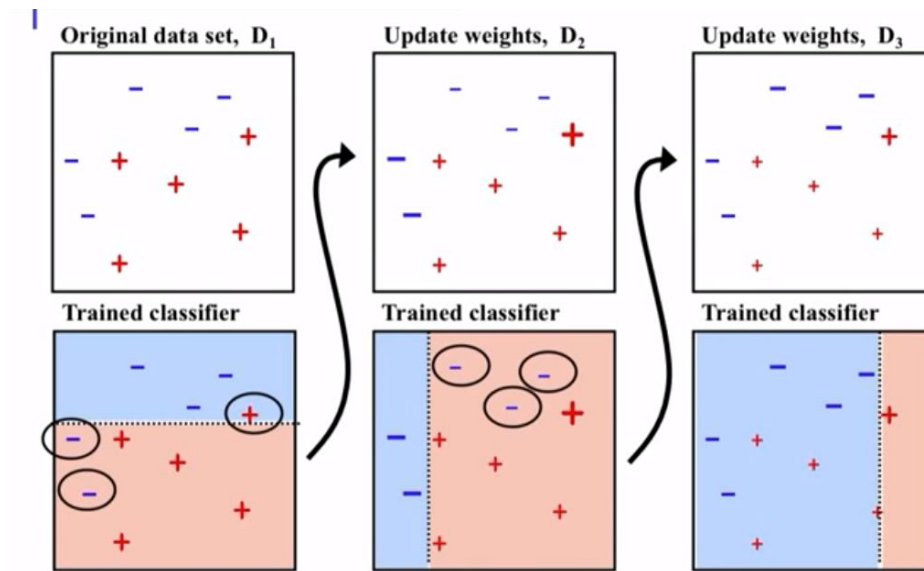 Original data set, D₁
Update weights, D₂
Update weights, D₃
Trained classifier
Trained classifier
Trained classifier